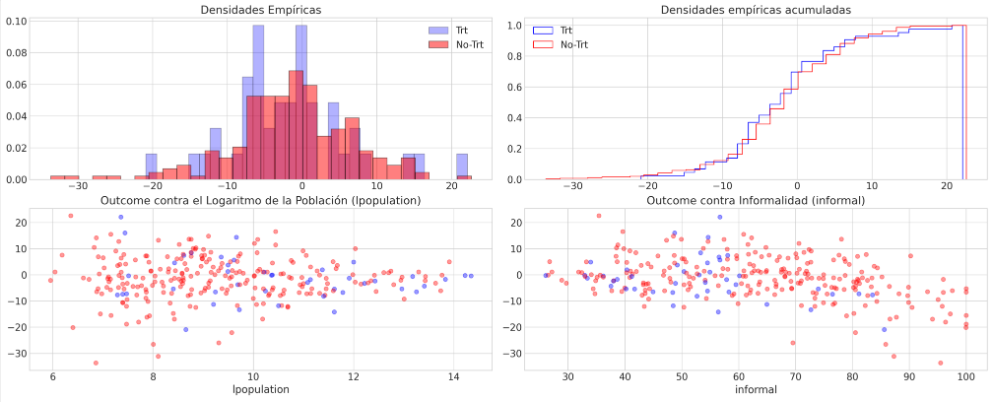 Densidades Empíricas
0.10
0.08
0.06
0.04
0.02
0.00
Trt
No-Trt
−30 −20 −10 0 10 20
Densidades empíricas acumuladas
1.0
0.8
0.6
0.4
0.2
0.0
Trt
No-Trt
−30 −20 −10 0 10 20
Outcome contra el Logaritmo de la Población (lpopulation)
20
10
0
−10
−20
−30
6 8 10 12 14
lpopulation
Outcome contra Informalidad (informal)
20
10
0
−10
−20
−30
30 40 50 60 70 80 90 100
informal